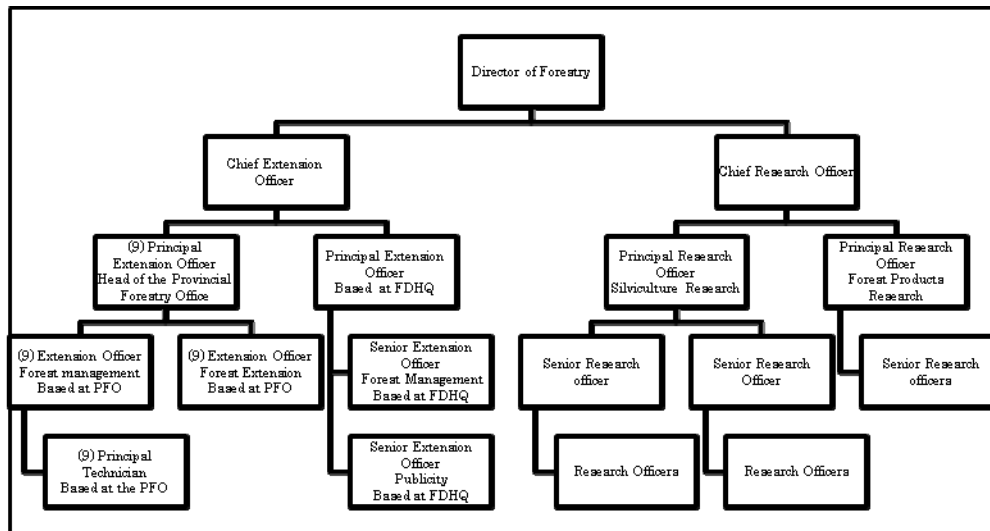 Director of Forestry
Chief Extension
Officer
Chief Research Officer
(9) Principal
Extension Officer
Head of the Provincial
Forestry Office
Principal Extension
Officer
Based at FDHQ
Principal Research
Officer
Silviculture Research
Principal Research
Officer
Forest Products
Research
(9) Extension Officer
Forest management
Based at PFO
(9) Extension Officer
Forest Extension
Based at PFO
Senior Extension
Officer
Forest Management
Based at FDHQ
Senior Research
officer
Senior Research
Officer
Senior Research
officers
(9) Principal
Technician
Based at the PFO
Senior Extension
Officer
Publicity
Based at FDHQ
Research Officers
Research Officers